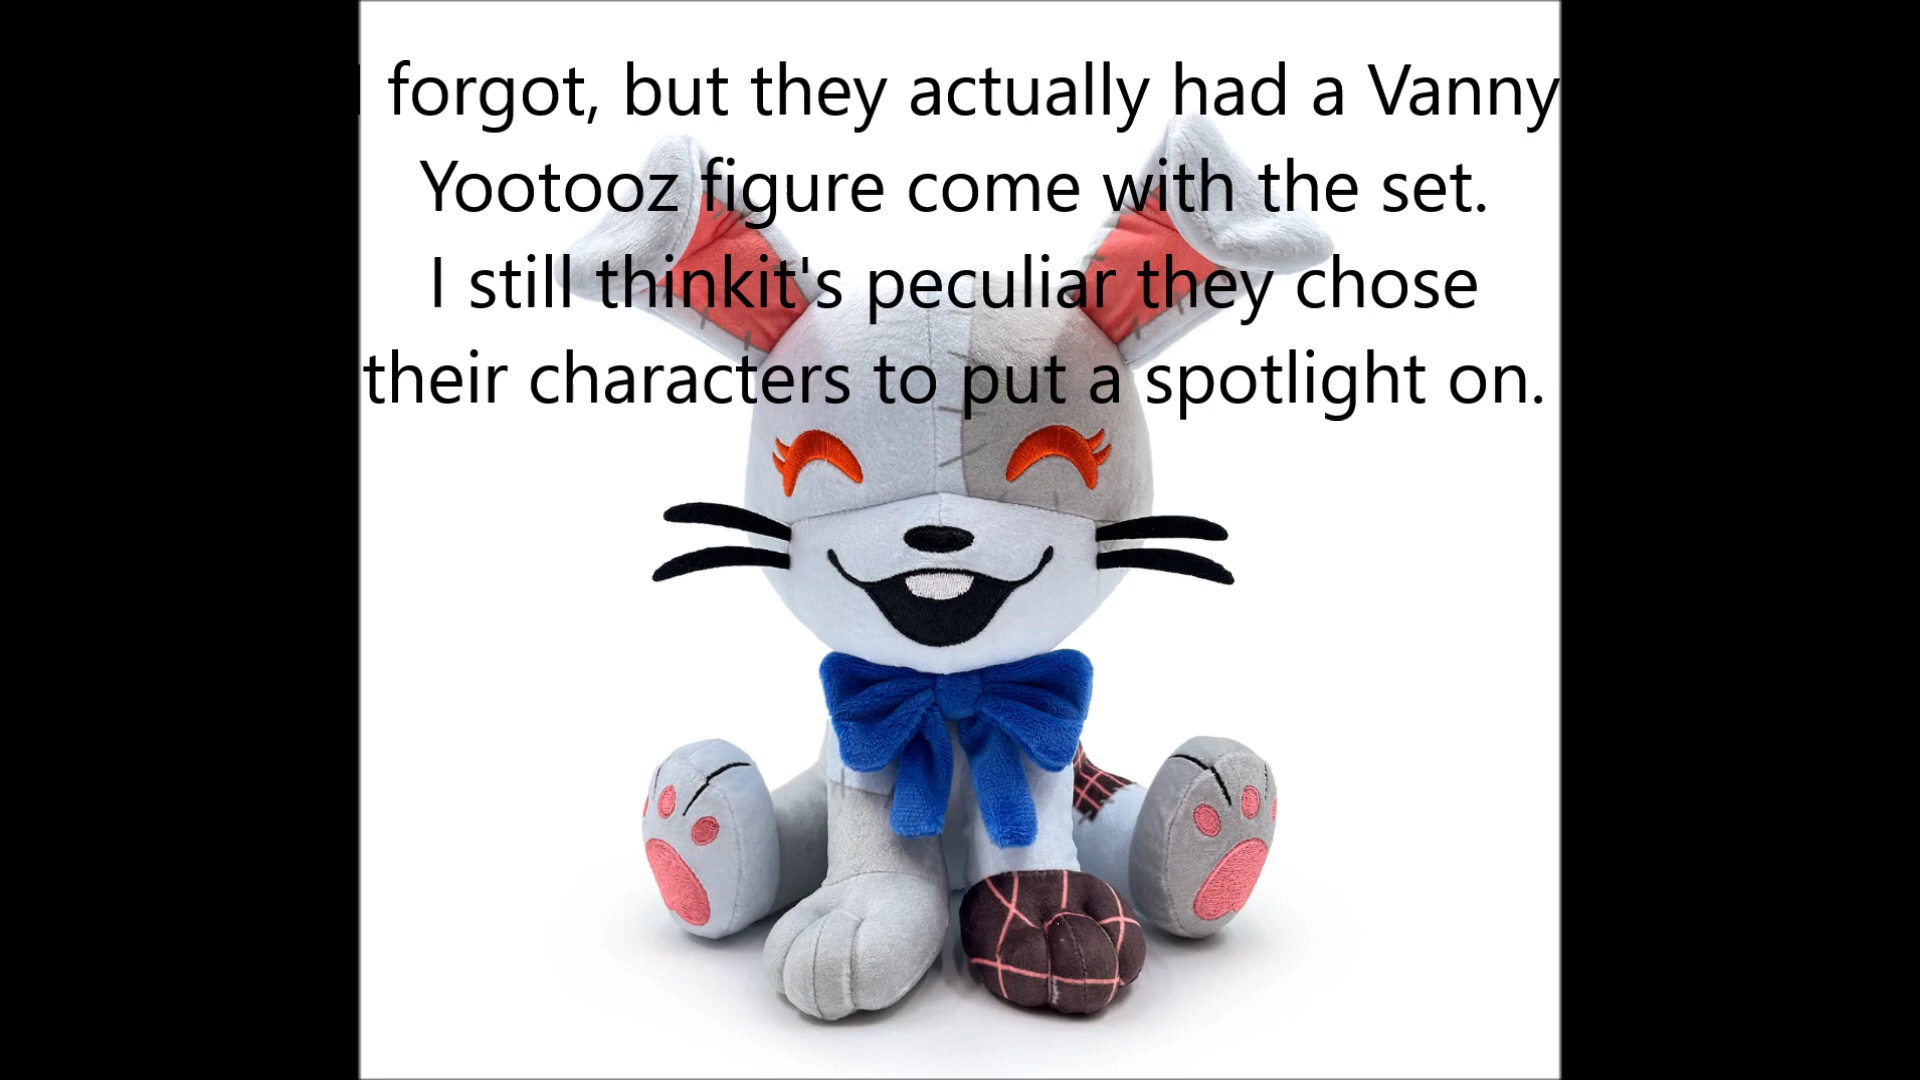 I forgot, but they actually had a Vanny
Yootooz figure come with the set.
I still thinkit's peculiar they chose
their characters to put a spotlight on.